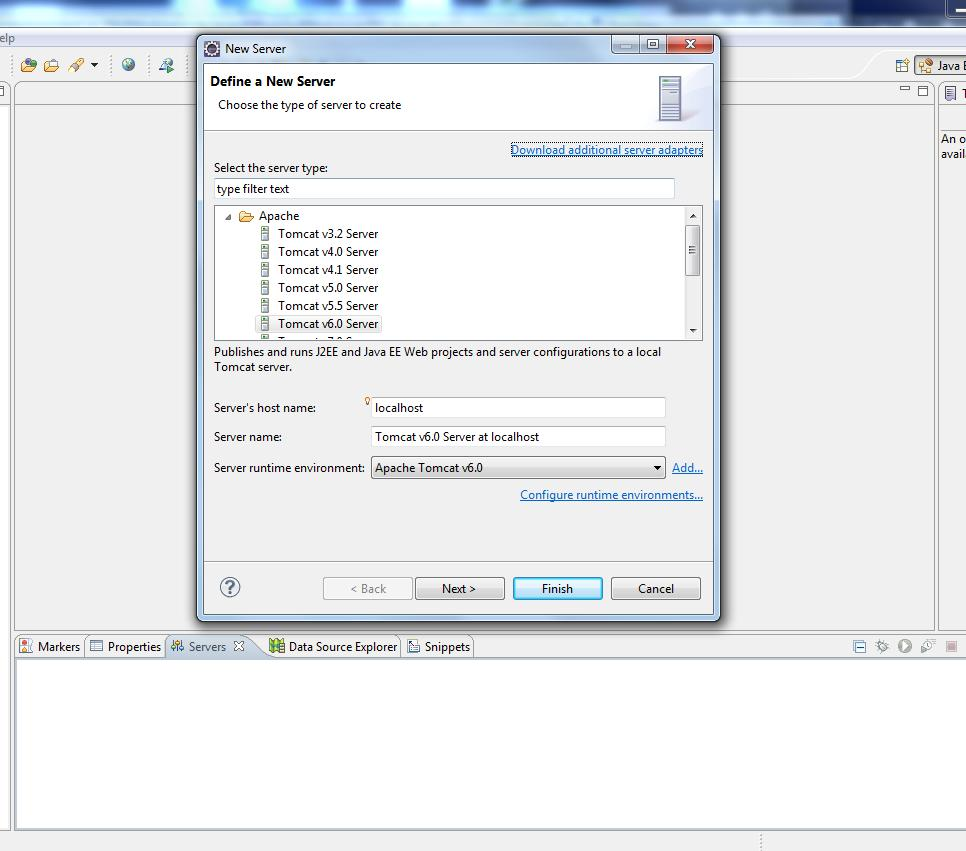 elp
New Server
Java E
Define a New Server
Choose the type of server to create
Download additional server adapters
Select the server type:
type filter text
Apache
Tomcat v3.2 Server
Tomcat v4.0 Server
Tomcat v4.1 Server
Tomcat v5.0 Server
Tomcat v5.5 Server
Tomcat v6.0 Server
Publishes and runs J2EE and Java EE Web projects and server configurations to a local
Tomcat server.
Server's host name: localhost
Server name: Tomcat v6.0 Server at localhost
Server runtime environment: Apache Tomcat v6.0 Add...
Configure runtime environments...
? < Back Next > Finish Cancel
An o
avail
Markers Properties Servers Data Source Explorer Snippets